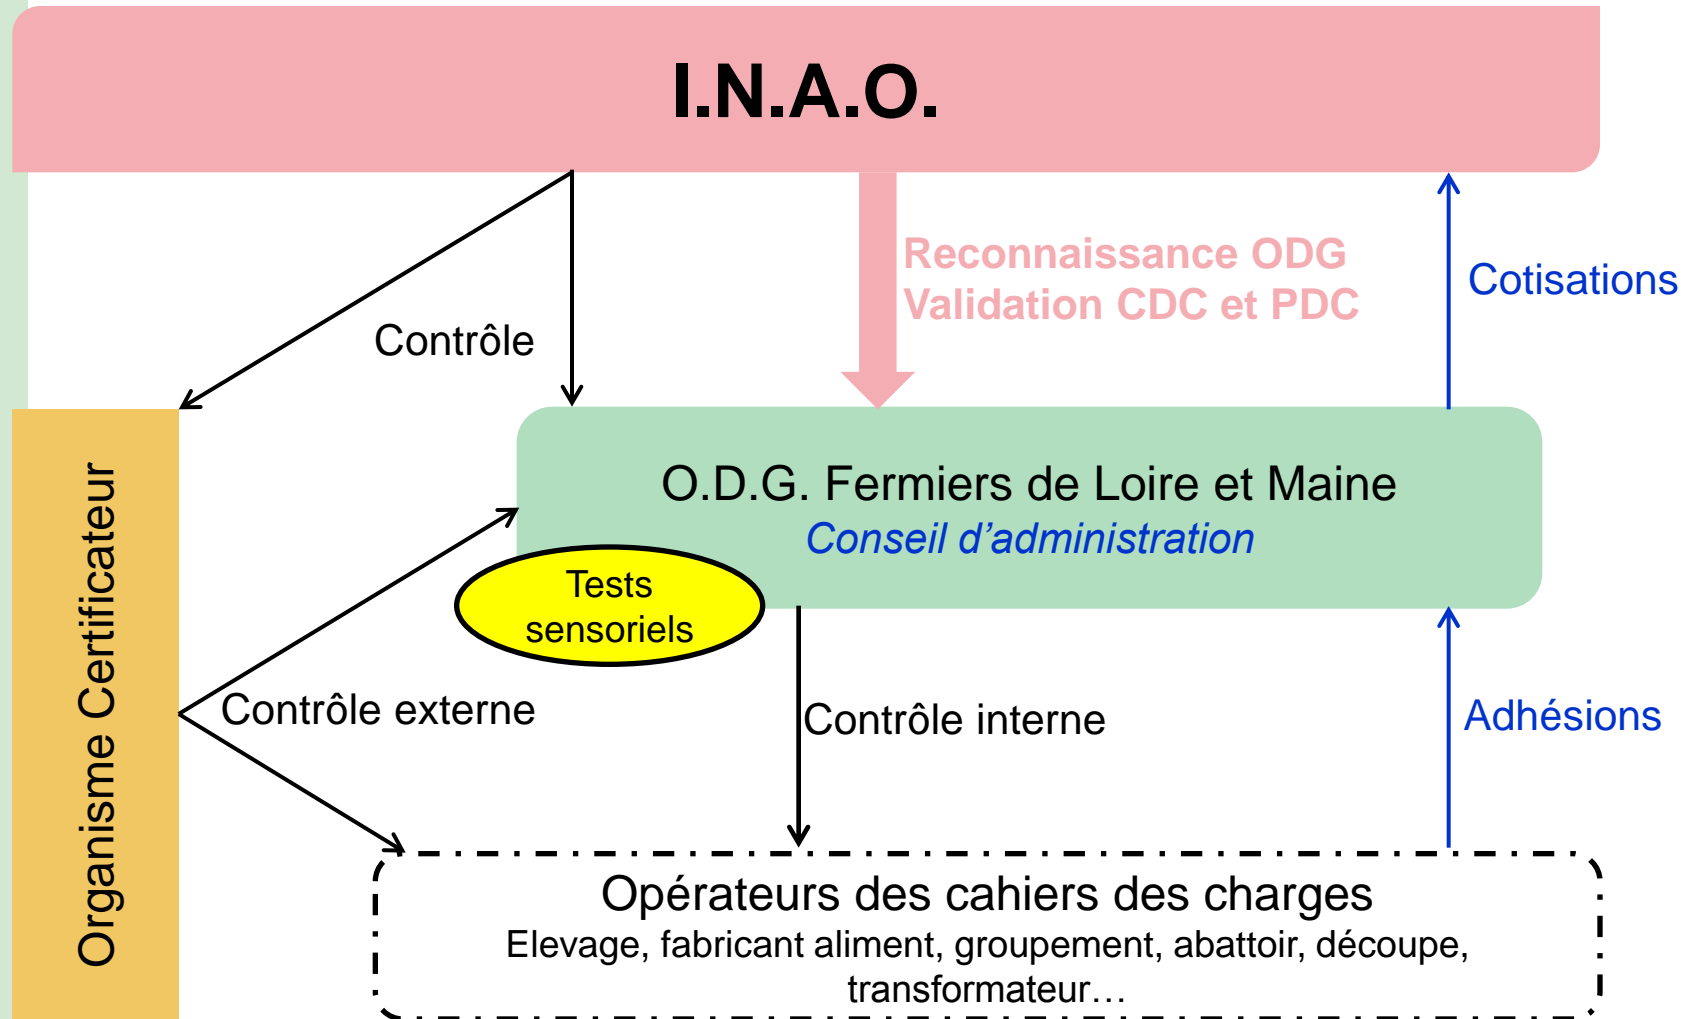 I.N.A.O.
Reconnaissance ODG
Validation CDC et PDC
Cotisations
Contrôle
Organisme Certificateur
O.D.G. Fermiers de Loire et Maine
Conseil d’administration
Tests
sensoriels
Contrôle externe
Contrôle interne
Adhésions
Opérateurs des cahiers des charges
Elevage, fabricant aliment, groupement, abattoir, découpe,
transformateur…